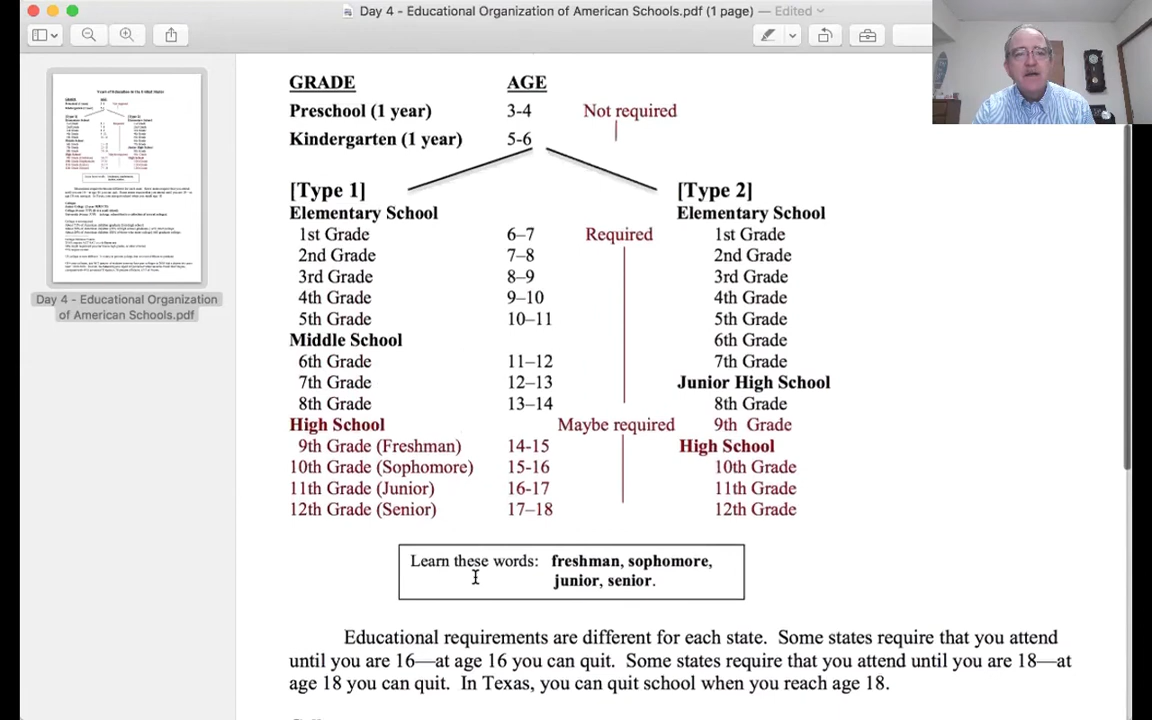 Day 4 - Educational Organization of American Schools.pdf (1 page) — Edited
Day 4 - Educational Organization
of American Schools.pdf
GRADE AGE
Preschool (1 year) 3-4 Not required
Kindergarten (1 year) 5-6
[Type 1] [Type 2]
Elementary School Elementary School
1st Grade 6–7 Required 1st Grade
2nd Grade 7–8 2nd Grade
3rd Grade 8–9 3rd Grade
4th Grade 9–10 4th Grade
5th Grade 10–11 5th Grade
Middle School 6th Grade
6th Grade 11–12 7th Grade
7th Grade 12–13 Junior High School
8th Grade 13–14 8th Grade
High School Maybe required 9th Grade
9th Grade (Freshman) 14-15 High School
10th Grade (Sophomore) 15-16 10th Grade
11th Grade (Junior) 16-17 11th Grade
12th Grade (Senior) 17–18 12th Grade
Learn these words: freshman, sophomore,
junior, senior.
Educational requirements are different for each state. Some states require that you attend
until you are 16—at age 16 you can quit. Some states require that you attend until you are 18—at
age 18 you can quit. In Texas, you can quit school when you reach age 18.